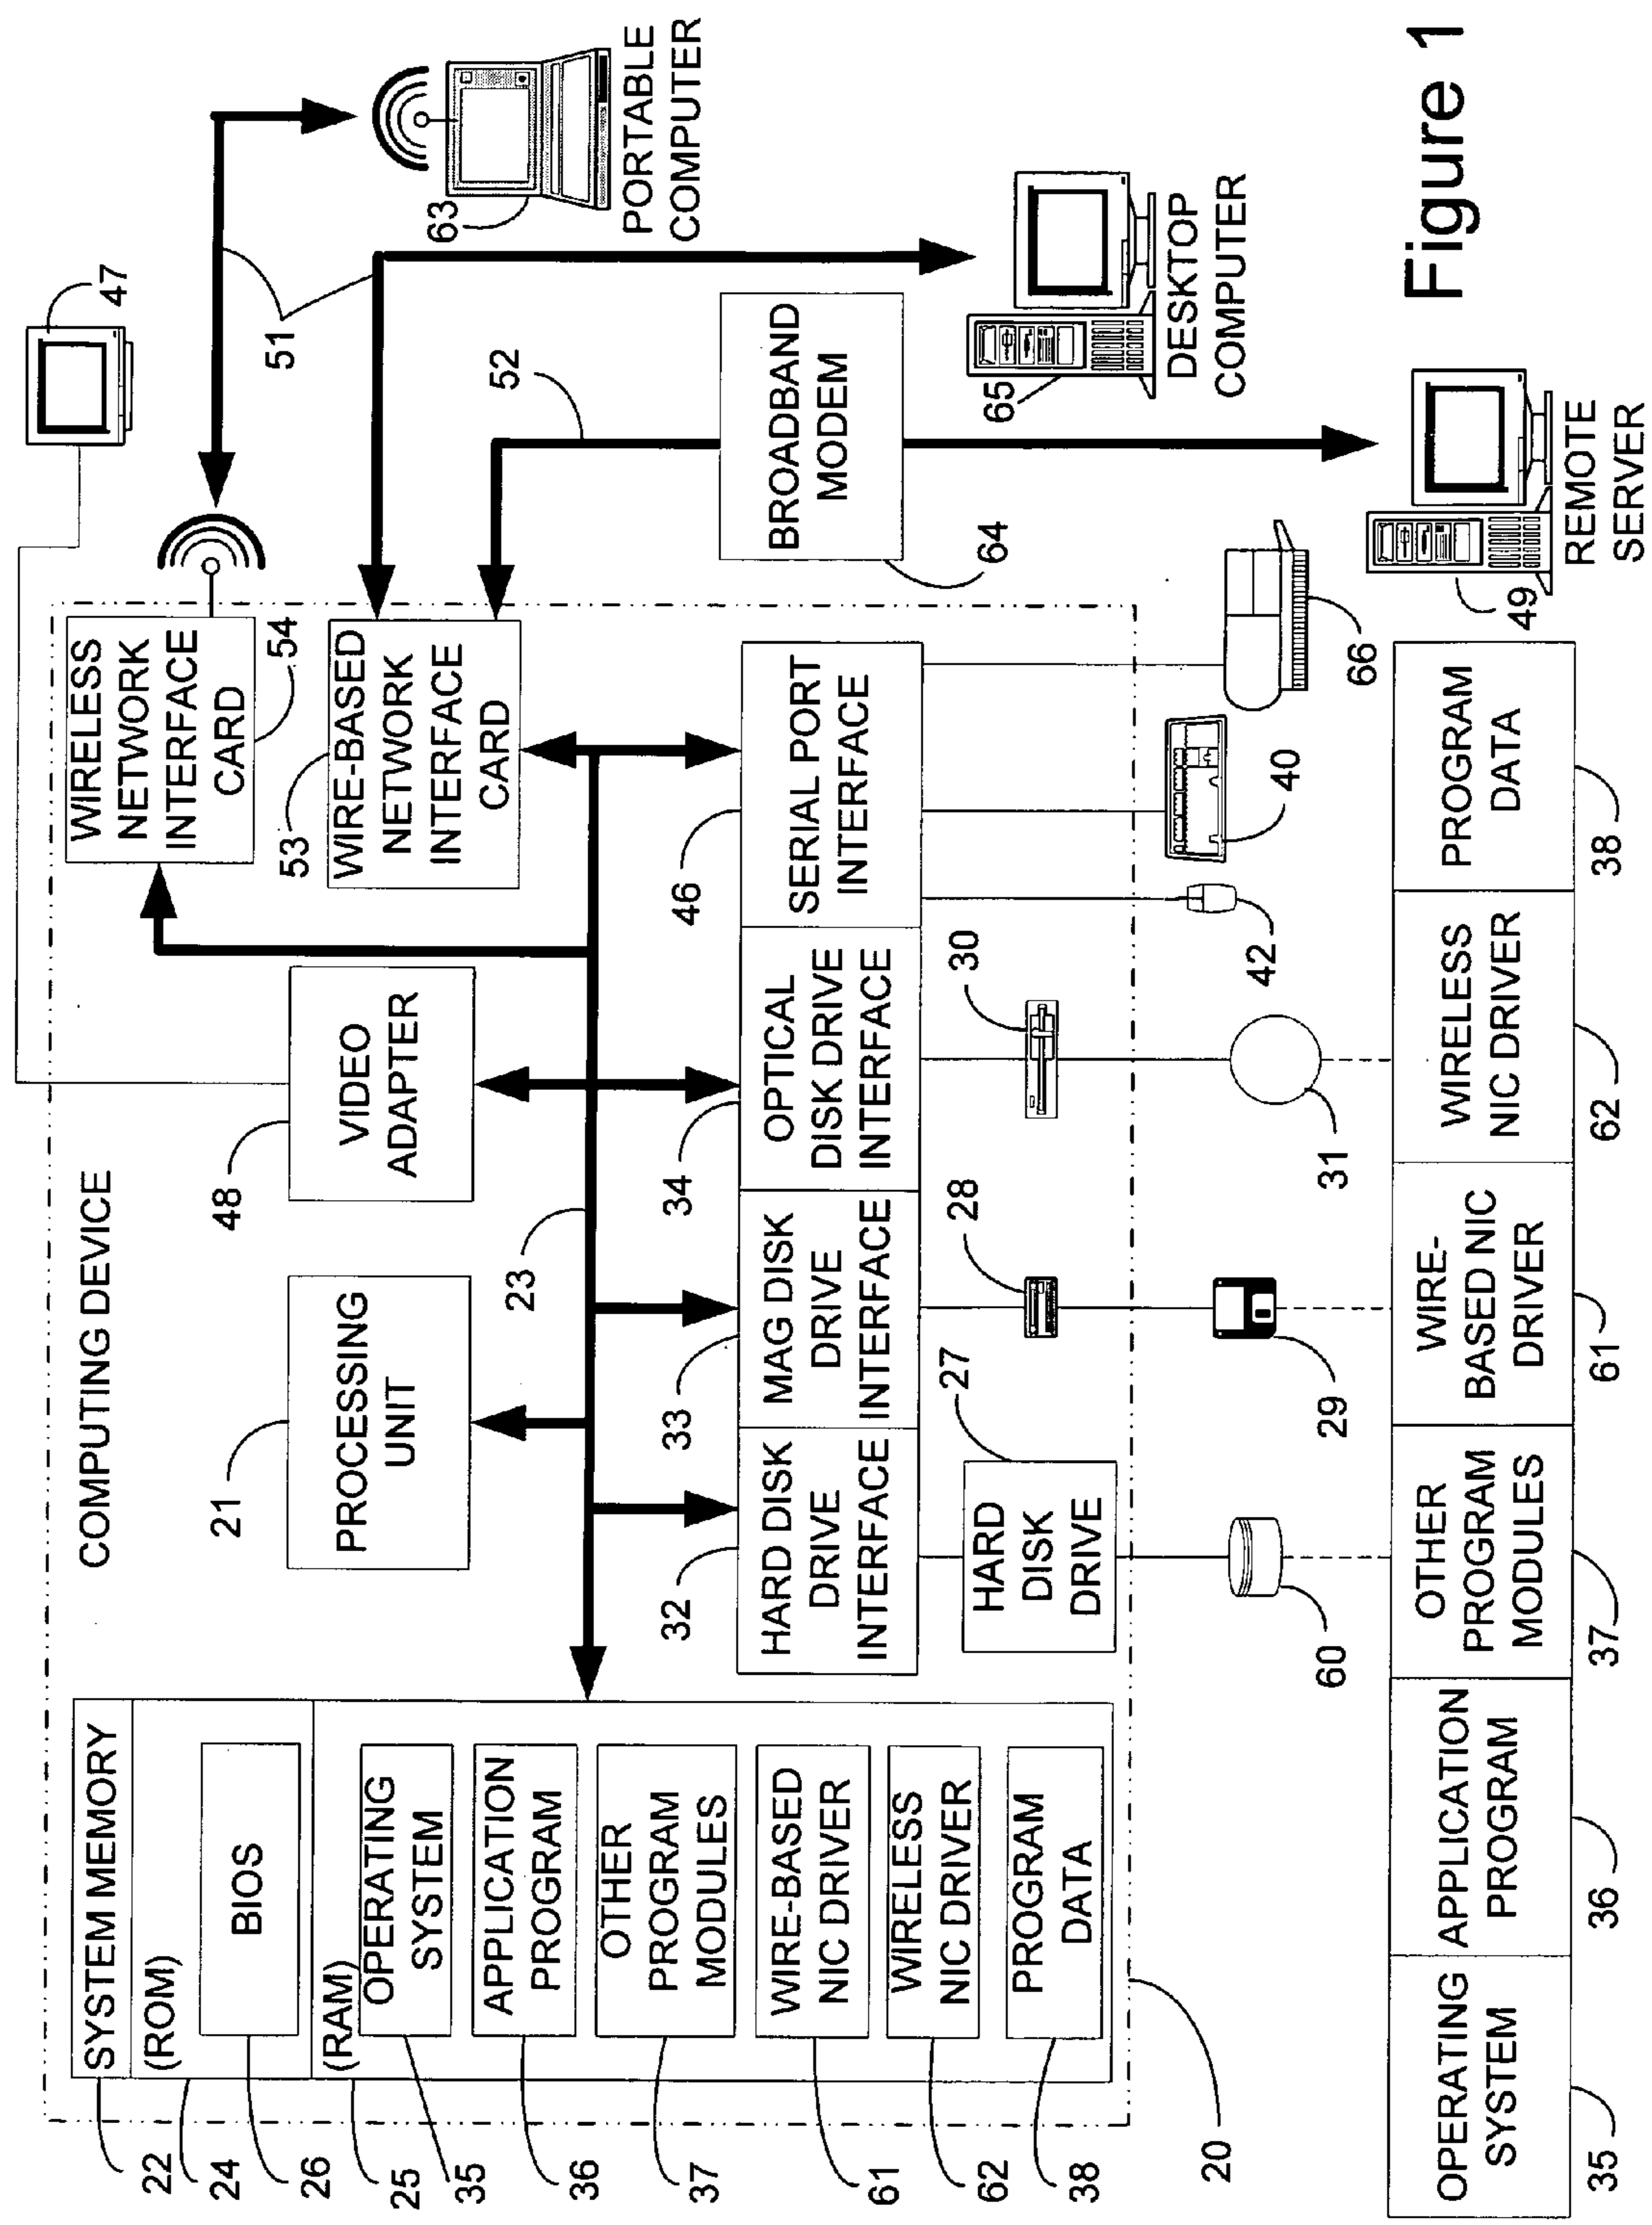 COMPUTING DEVICE
47
22
SYSTEM MEMORY
24
(ROM)
26
BIOS
25
(RAM)
35
OPERATING
SYSTEM
36
APPLICATION
PROGRAM
37
OTHER
PROGRAM
MODULES
61
WIRE-BASED
NIC DRIVER
62
WIRELESS
NIC DRIVER
38
PROGRAM
DATA
20
21
PROCESSING
UNIT
48
VIDEO
ADAPTER
23
WIRELESS
NETWORK
INTERFACE
CARD
54
53
WIRE-BASED
NETWORK
INTERFACE
CARD
51
52
63
PORTABLE
COMPUTER
32
HARD DISK
DRIVE
INTERFACE
33
MAG DISK
DRIVE
INTERFACE
34
OPTICAL
DISK DRIVE
INTERFACE
46
SERIAL PORT
INTERFACE
BROADBAND
MODEM
64
65
DESKTOP
COMPUTER
27
HARD
DISK
DRIVE
28
30
42
40
66
60
29
31
49
REMOTE
SERVER
OPERATING
SYSTEM
35
APPLICATION
PROGRAM
36
OTHER
PROGRAM
MODULES
37
WIRE-
BASED NIC
DRIVER
61
WIRELESS
NIC DRIVER
62
PROGRAM
DATA
38
Figure 1